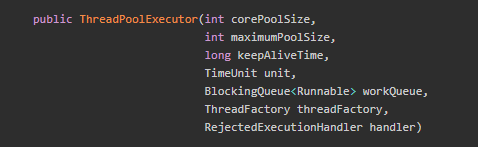 public ThreadPoolExecutor(int corePoolSize,
int maximumPoolSize,
long keepAliveTime,
TimeUnit unit,
BlockingQueue<Runnable> workQueue,
ThreadFactory threadFactory,
RejectedExecutionHandler handler)